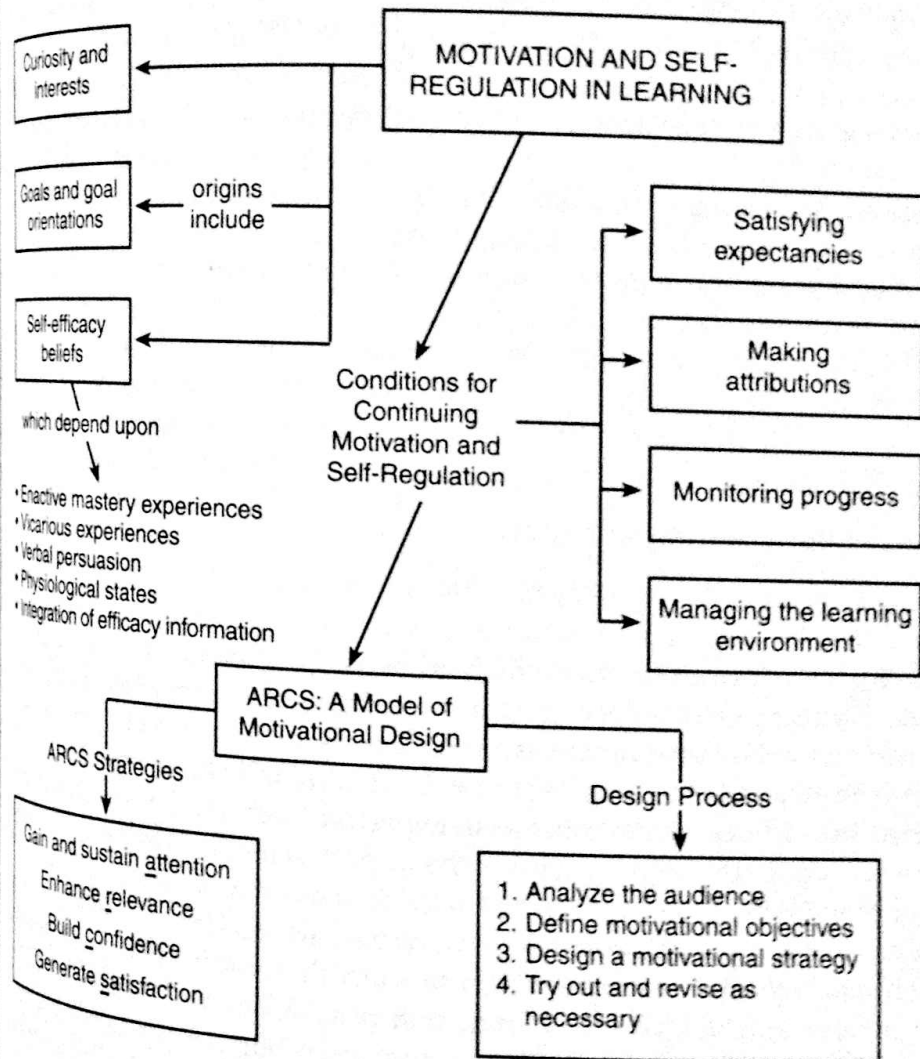 MOTIVATION AND SELF-
REGULATION IN LEARNING
Curiosity and
interests
Goals and goal
orientations
origins
include
Self-efficacy
beliefs
which depend upon
• Enactive mastery experiences
• Vicarious experiences
• Verbal persuasion
• Physiological states
• Integration of efficacy information
Conditions for
Continuing
Motivation and
Self-Regulation
Satisfying
expectancies
Making
attributions
Monitoring progress
Managing the learning
environment
ARCS: A Model of
Motivational Design
ARCS Strategies
Gain and sustain attention
Enhance relevance
Build confidence
Generate satisfaction
Design Process
1. Analyze the audience
2. Define motivational objectives
3. Design a motivational strategy
4. Try out and revise as
necessary